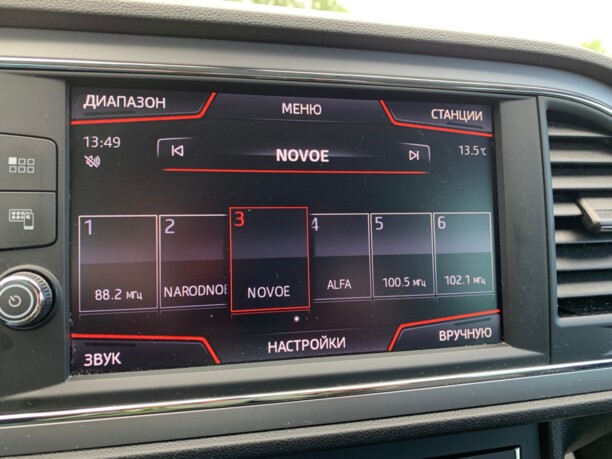 ДИАПАЗОН
МЕНЮ
СТАНЦИИ
13:49
NOVOE
13.5℃
1
2
3
4
5
6
88.2 МГц
NARODNOE
NOVOE
ALFA
100.5 МГц
102.1 МГц
ЗВУК
НАСТРОЙКИ
ВРУЧНУЮ